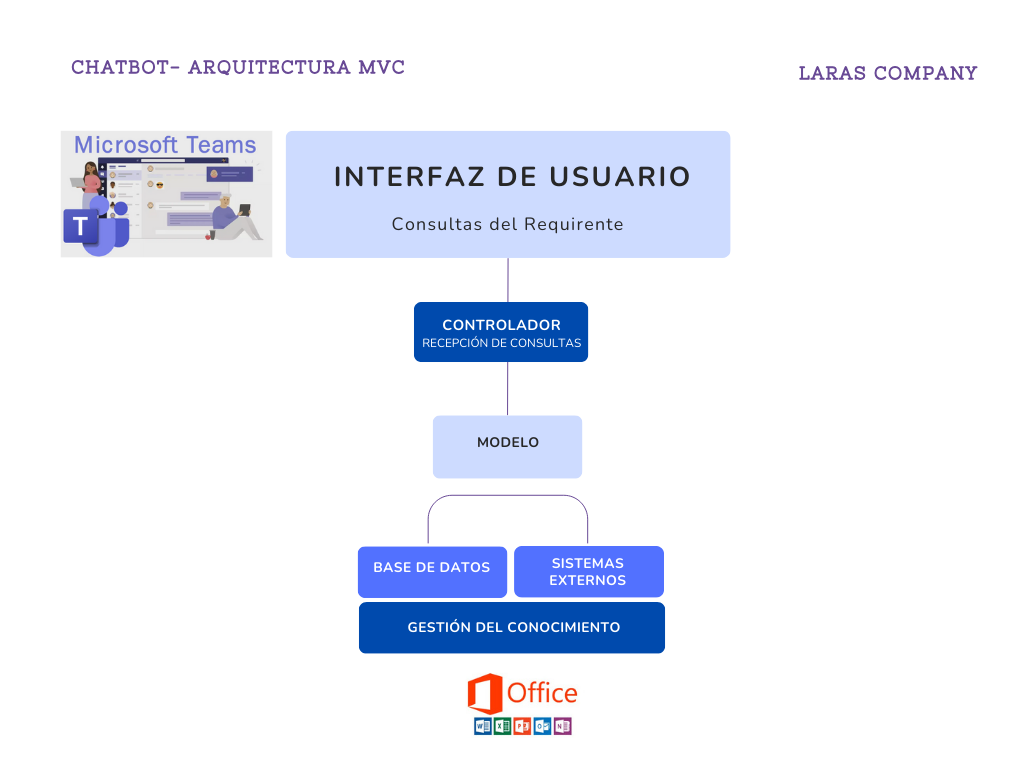 CHATBOT- ARQUITECTURA MVC
LARAS COMPANY
Microsoft Teams
T
INTERFAZ DE USUARIO
Consultas del Requirente
CONTROLADOR
RECEPCIÓN DE CONSULTAS
MODELO
BASE DE DATOS
SISTEMAS
EXTERNOS
GESTIÓN DEL CONOCIMIENTO
Office
W X P O N